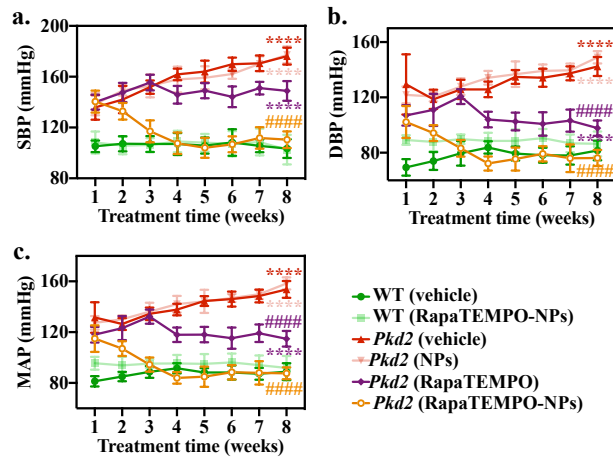 a.
SBP (mmHg)
200
160
120
80
****
****
****
####
1 2 3 4 5 6 7 8
Treatment time (weeks)
b.
DBP (mmHg)
160
120
80
40
****
****
####
****
####
1 2 3 4 5 6 7 8
Treatment time (weeks)
c.
MAP (mmHg)
160
120
80
40
****
****
####
****
####
1 2 3 4 5 6 7 8
Treatment time (weeks)
WT (vehicle)
WT (RapaTEMPO-NPs)
Pkd2 (vehicle)
Pkd2 (NPs)
Pkd2 (RapaTEMPO)
Pkd2 (RapaTEMPO-NPs)